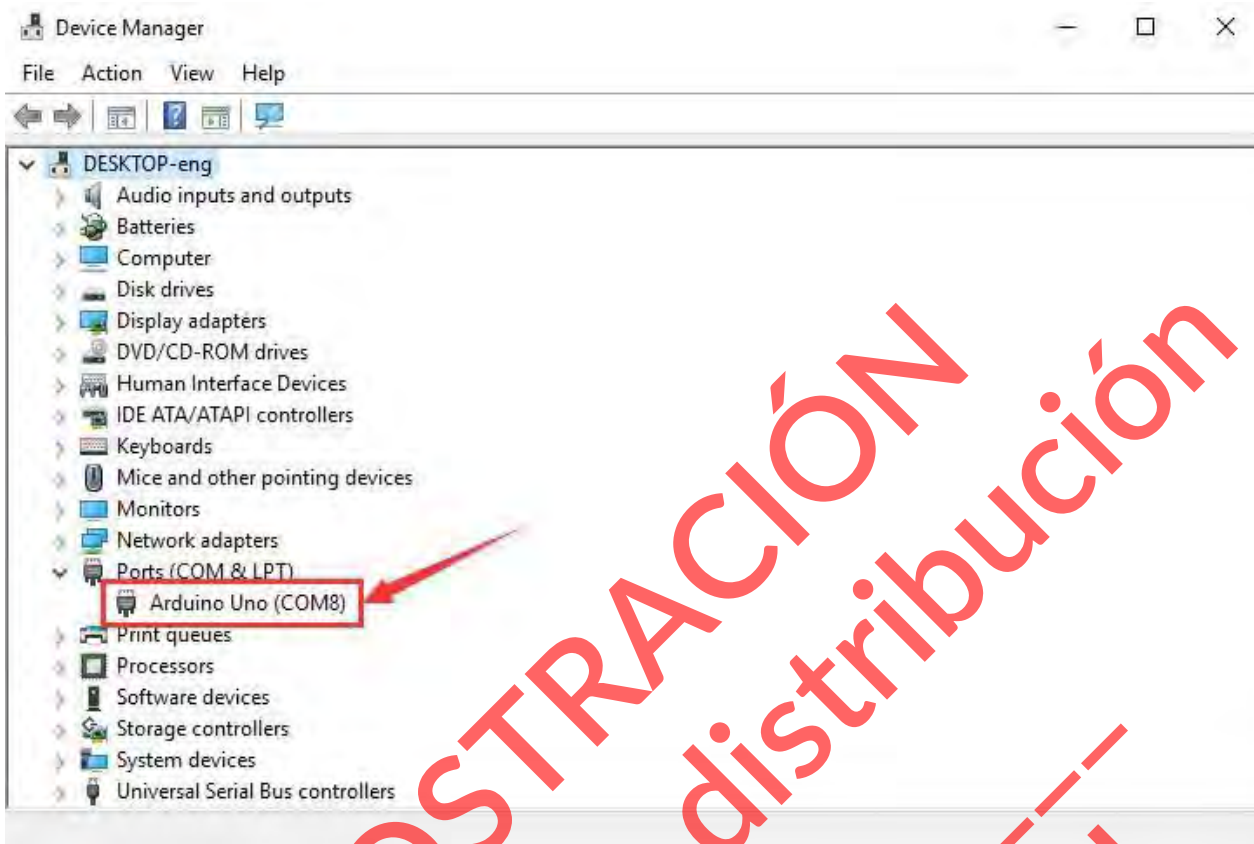 Device Manager
File Action View Help
DESKTOP-eng
Audio inputs and outputs
Batteries
Computer
Disk drives
Display adapters
DVD/CD-ROM drives
Human Interface Devices
IDE ATA/ATAPI controllers
Keyboards
Mice and other pointing devices
Monitors
Network adapters
Ports (COM & LPT)
Arduino Uno (COM8)
Print queues
Processors
Software devices
Storage controllers
System devices
Universal Serial Bus controllers
OSTRACIÓN
distribución